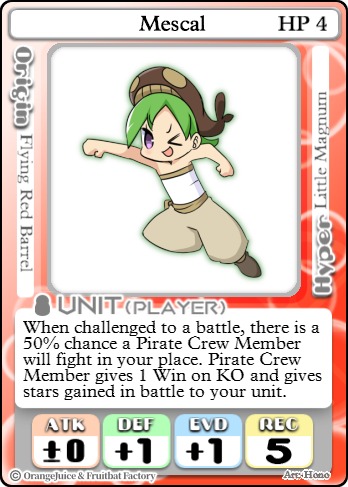 Mescal HP 4
Origin Flying Red Barrel
Hyper Little Magnum
UNIT (PLAYER)
When challenged to a battle, there is a
50% chance a Pirate Crew Member
will fight in your place. Pirate Crew
Member gives 1 Win on KO and gives
stars gained in battle to your unit.
ATK DEF EVD REC
±0 +1 +1 5
© OrangeJuice & Fruitbat Factory Art: Hono